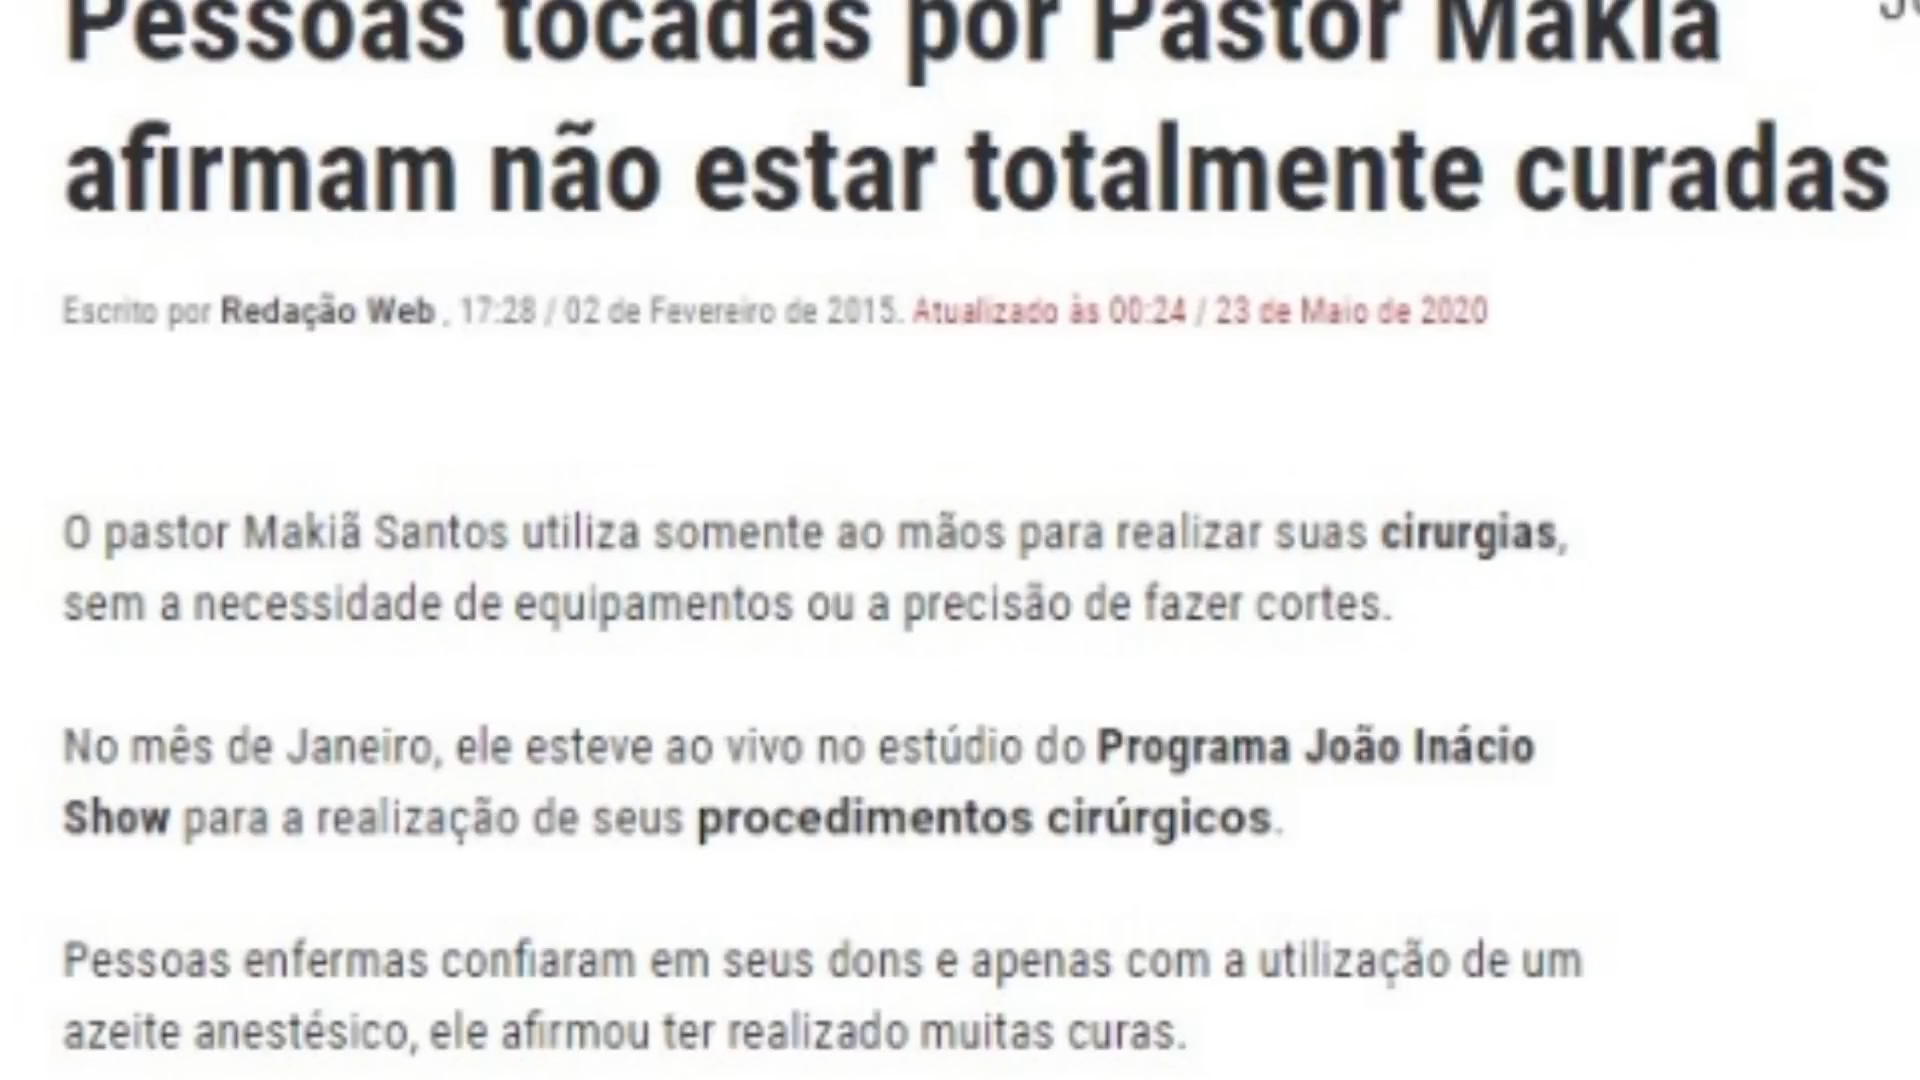 Pessoas tocadas por Pastor Makia
afirmam não estar totalmente curadas
Escrito por Redação Web, 17:28 / 02 de Fevereiro de 2015. Atualizado às 00:24 / 23 de Maio de 2020
O pastor Makiã Santos utiliza somente ao mãos para realizar suas cirurgias,
sem a necessidade de equipamentos ou a precisão de fazer cortes.
No mês de Janeiro, ele esteve ao vivo no estúdio do Programa João Inácio
Show para a realização de seus procedimentos cirúrgicos.
Pessoas enfermas confiaram em seus dons e apenas com a utilização de um
azeite anestésico, ele afirmou ter realizado muitas curas.